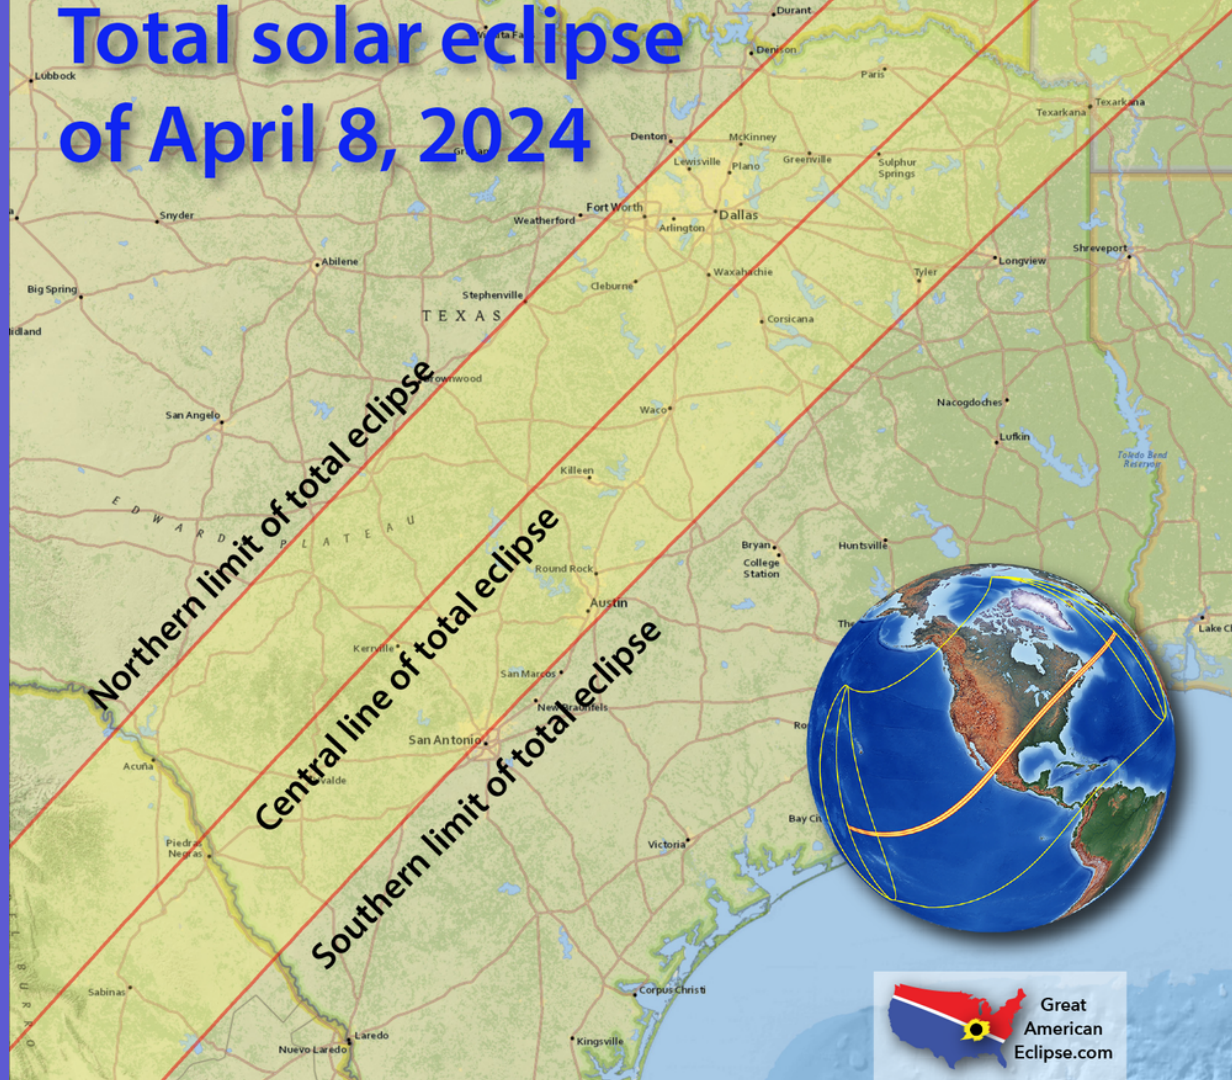 Total solar eclipse
of April 8, 2024
Durant
Denison
Lubbock
Paris
Texarkana
Texarkana
Denton
McKinney
Lewisville
Plano
Greenville
Sulphur
Springs
Snyder
Weatherford
Fort Worth
Dallas
Arlington
Abilene
Shreveport
Longview
Big Spring
Stephenville
Cleburne
Waxahachie
Tyler
TEXAS
Corsicana
San Angelo
Waco
Nacogdoches
Lufkin
Killeen
Toledo Bend
Reservoir
EDWARD
PLATEAU
Northern limit of total eclipse
Central line of total eclipse
Southern limit of total eclipse
Bryan
College
Station
Huntsville
Round Rock
Austin
Kerrville
San Marcos
New Braunfels
San Antonio
Acuña
Piedras
Negras
Victoria
Sabinas
Corpus Christi
Laredo
Nuevo Laredo
Kingsville
Great
American
Eclipse.com